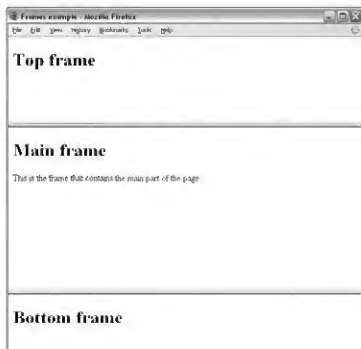 Frames example - Mozilla Firefox
File Edit View History Bookmarks Tools Help
Top frame
Main frame
This is the frame that contains the main part of the page
Bottom frame